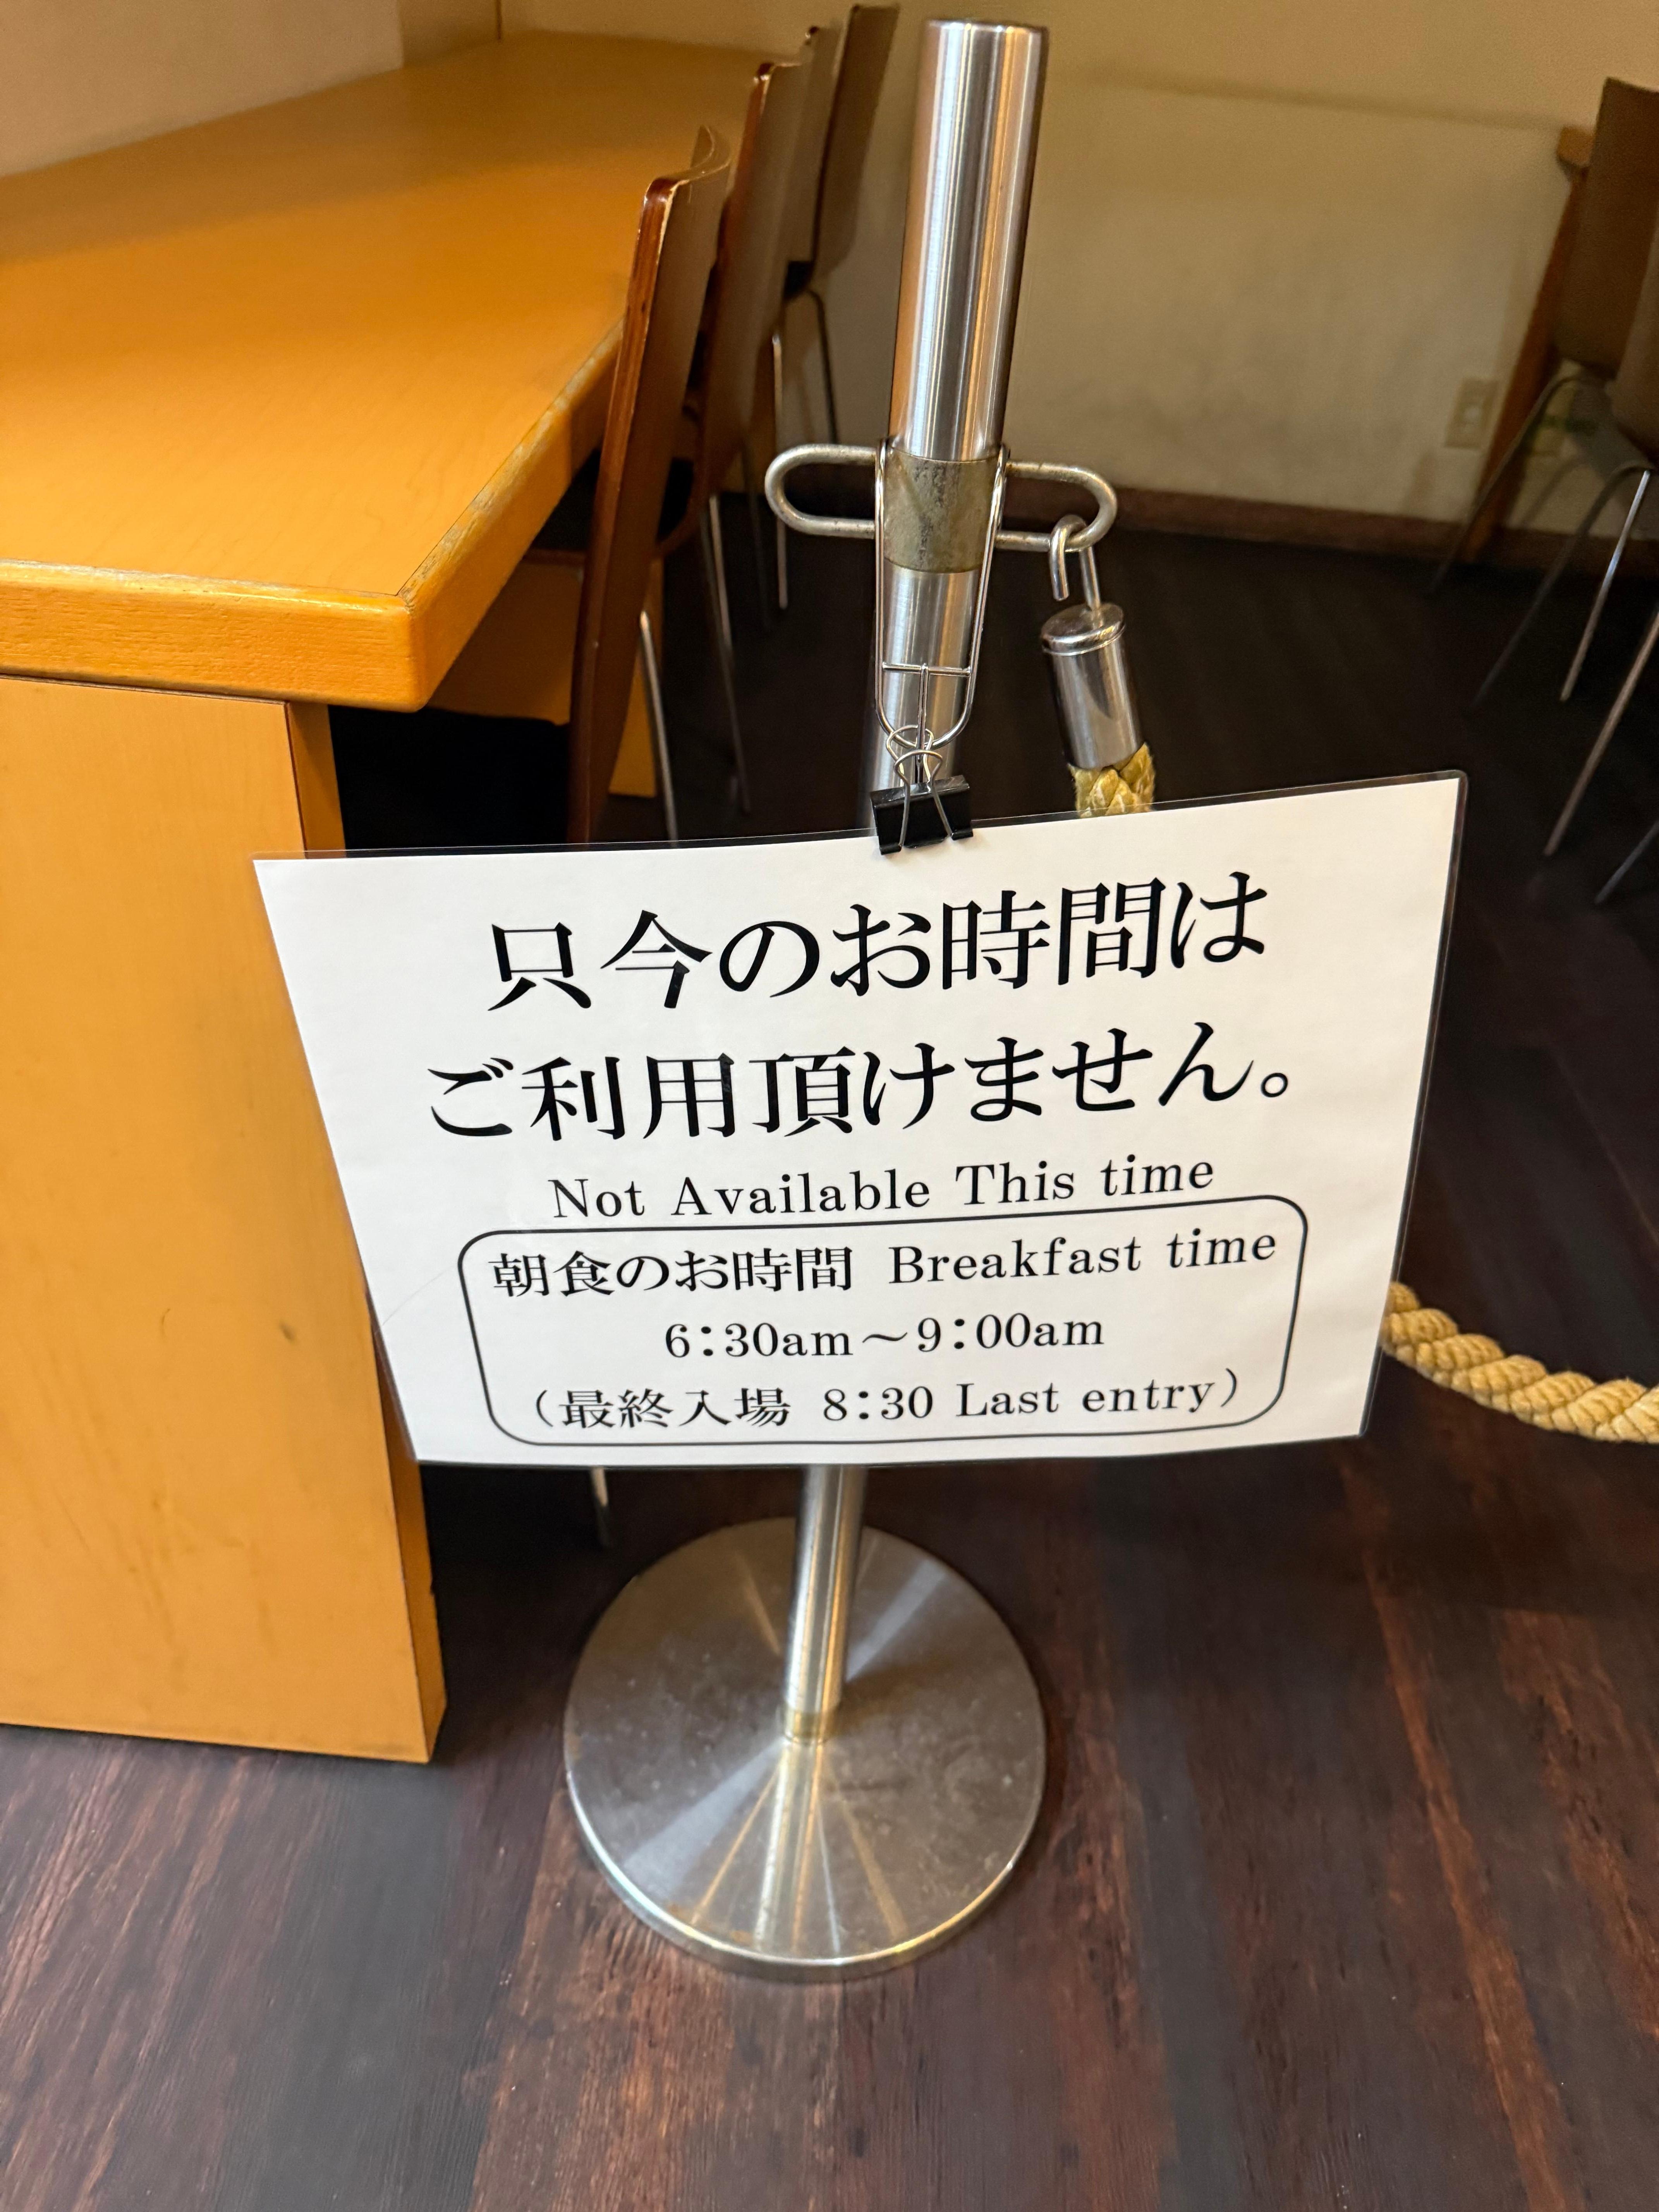 只今のお時間は
ご利用頂けません。
Not Available This time
朝食のお時間 Breakfast time
6:30am～9:00am
（最終入場 8:30 Last entry）